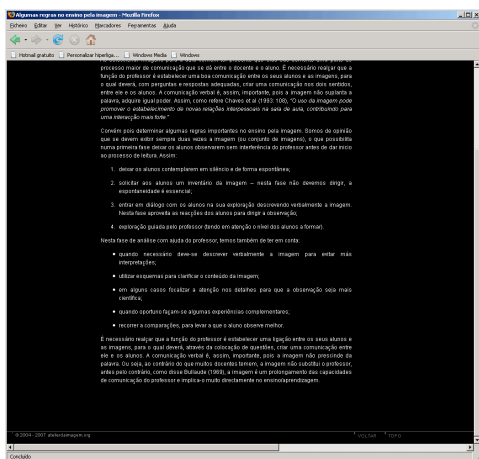 Algumas regras no ensino pela imagem - Mozilla Firefox
Ficheiro Editar Ver Histórico Marcadores Ferramentas Ajuda
Hotmail gratuito Personalizar hiperliga... Windows Media Windows
processo maior de comunicação que se dá entre o docente e o aluno. É necessário realçar que a
função do professor é estabelecer uma boa comunicação entre os seus alunos e as imagens, para
o qual deverá, com perguntas e respostas adequadas, criar uma comunicação nos dois sentidos,
entre ele e os alunos. A comunicação verbal é, assim, importante, pois a imagem não suplanta a
palavra, adquire igual poder. Assim, como refere Chaves et al (1993: 108), "O uso da imagem pode
promover o estabelecimento de novas relações interpessoais na sala de aula, contribuindo para
uma interacção mais forte."
Convém pois determinar algumas regras importantes no ensino pela imagem. Somos de opinião
que se devem exibir sempre duas vezes a imagem (ou conjunto de imagens), o que possibilita
numa primeira fase deixar os alunos observarem sem interferência do professor antes de dar início
ao processo de leitura. Assim:
1. deixar os alunos contemplarem em silêncio e de forma espontânea;
2. solicitar aos alunos um inventário da imagem – nesta fase não devemos dirigir, a
espontaneidade é essencial;
3. entrar em diálogo com os alunos na sua exploração descrevendo verbalmente a imagem.
Nesta fase aproveita as reacções dos alunos para dirigir a observação;
4. exploração guiada pelo professor (tendo em atenção o nível dos alunos a formar).
Nesta fase de análise com ajuda do professor, temos também de ter em conta:
• quando necessário deve-se descrever verbalmente a imagem para evitar más
interpretações;
• utilizar esquemas para clarificar o conteúdo da imagem;
• em alguns casos focalizar a atenção nos detalhes para que a observação seja mais
científica;
• quando oportuno façam-se algumas experiências complementares;
• recorrer a comparações, para levar a que o aluno observe melhor.
É necessário realçar que a função do professor é estabelecer uma ligação entre os seus alunos e
as imagens, para o qual deverá, através da colocação de questões, criar uma comunicação entre
ele e os alunos. A comunicação verbal é, assim, importante, pois a imagem não prescinde da
palavra. Ou seja, ao contrário do que muitos docentes temem, a imagem não substitui o professor,
antes pelo contrário, como disse Bullaude (1969), a imagem é um prolongamento das capacidades
de comunicação do professor e implica-o muito directamente no ensino/aprendizagem.
© 2004 - 2007 atelierdaimagem.org VOLTAR TOPO
Concluído